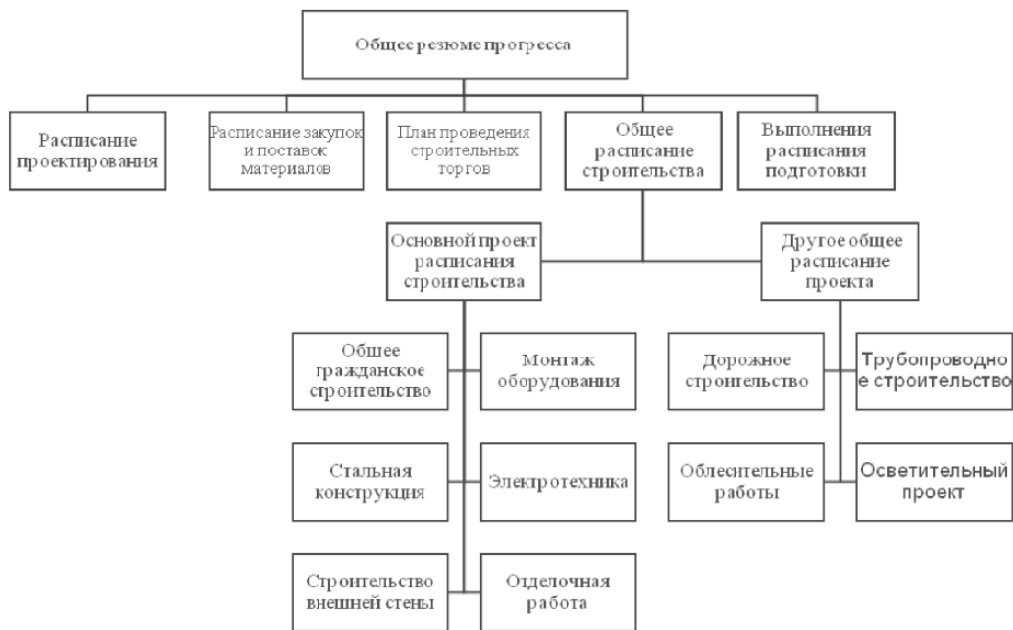 Общее резюме прогресса
Расписание
проектирования
Расписание закупок
и поставок
материалов
План проведения
строительных
торгов
Общее
расписание
строительства
Выполнения
расписания
подготовки
Основной проект
расписания
строительства
Другое общее
расписание
проекта
Общее
гражданское
строительство
Монтаж
оборудования
Дорожное
строительство
Трубопроводно
е строительство
Стальная
конструкция
Электротехника
Облесительные
работы
Осветительный
проект
Строительство
внешней стены
Отделочная
работа